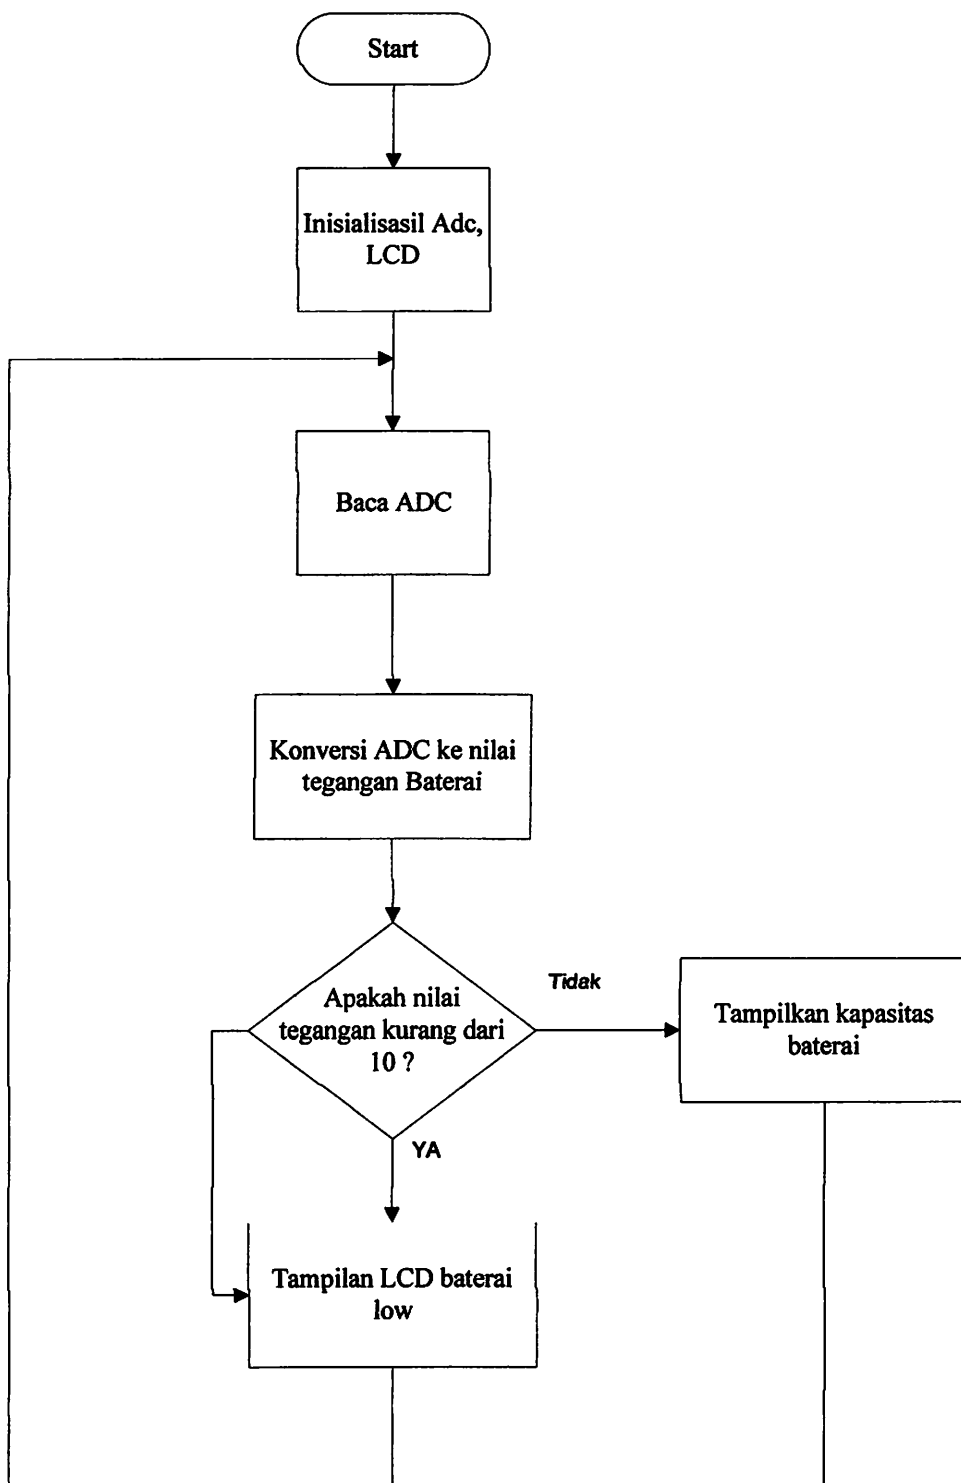 Start
Inisialisasil Adc,
LCD
Baca ADC
Konversi ADC ke nilai
tegangan Baterai
Apakah nilai
tegangan kurang dari
10 ?
Tidak
Tampilkan kapasitas
baterai
YA
Tampilan LCD baterai
low